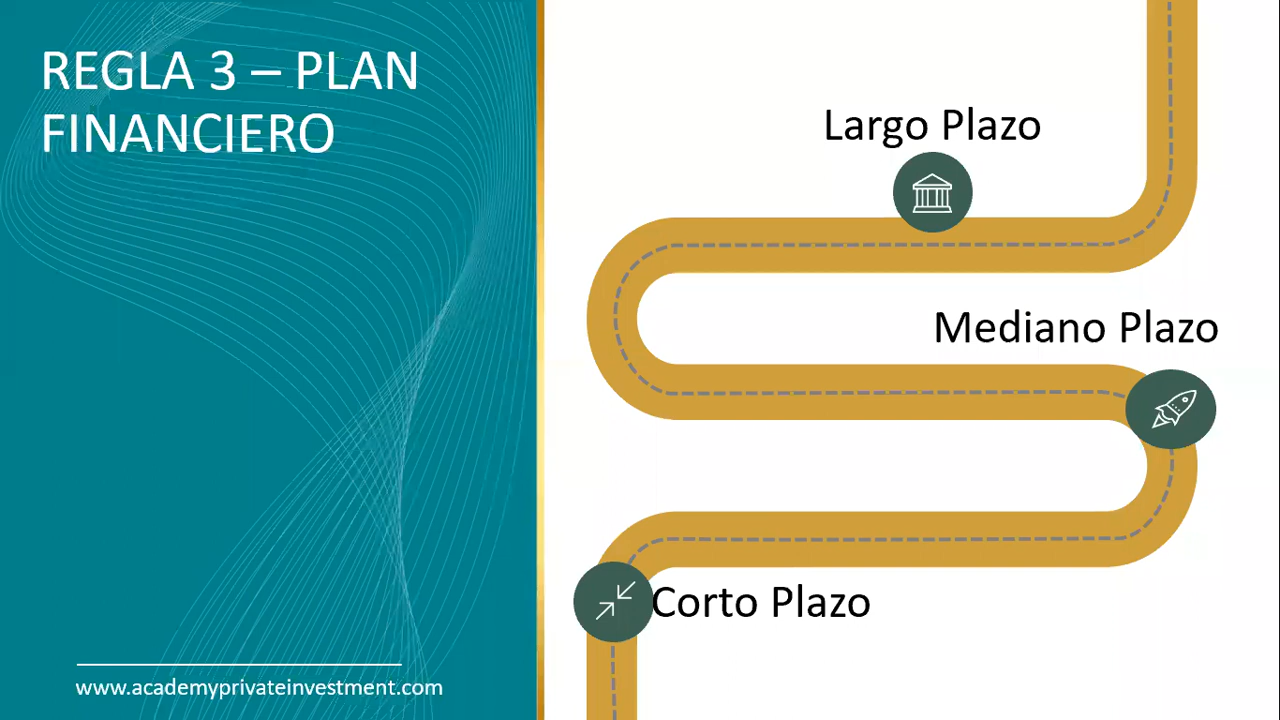 REGLA 3 – PLAN
FINANCIERO
Largo Plazo
Mediano Plazo
Corto Plazo
www.academyprivateinvestment.com